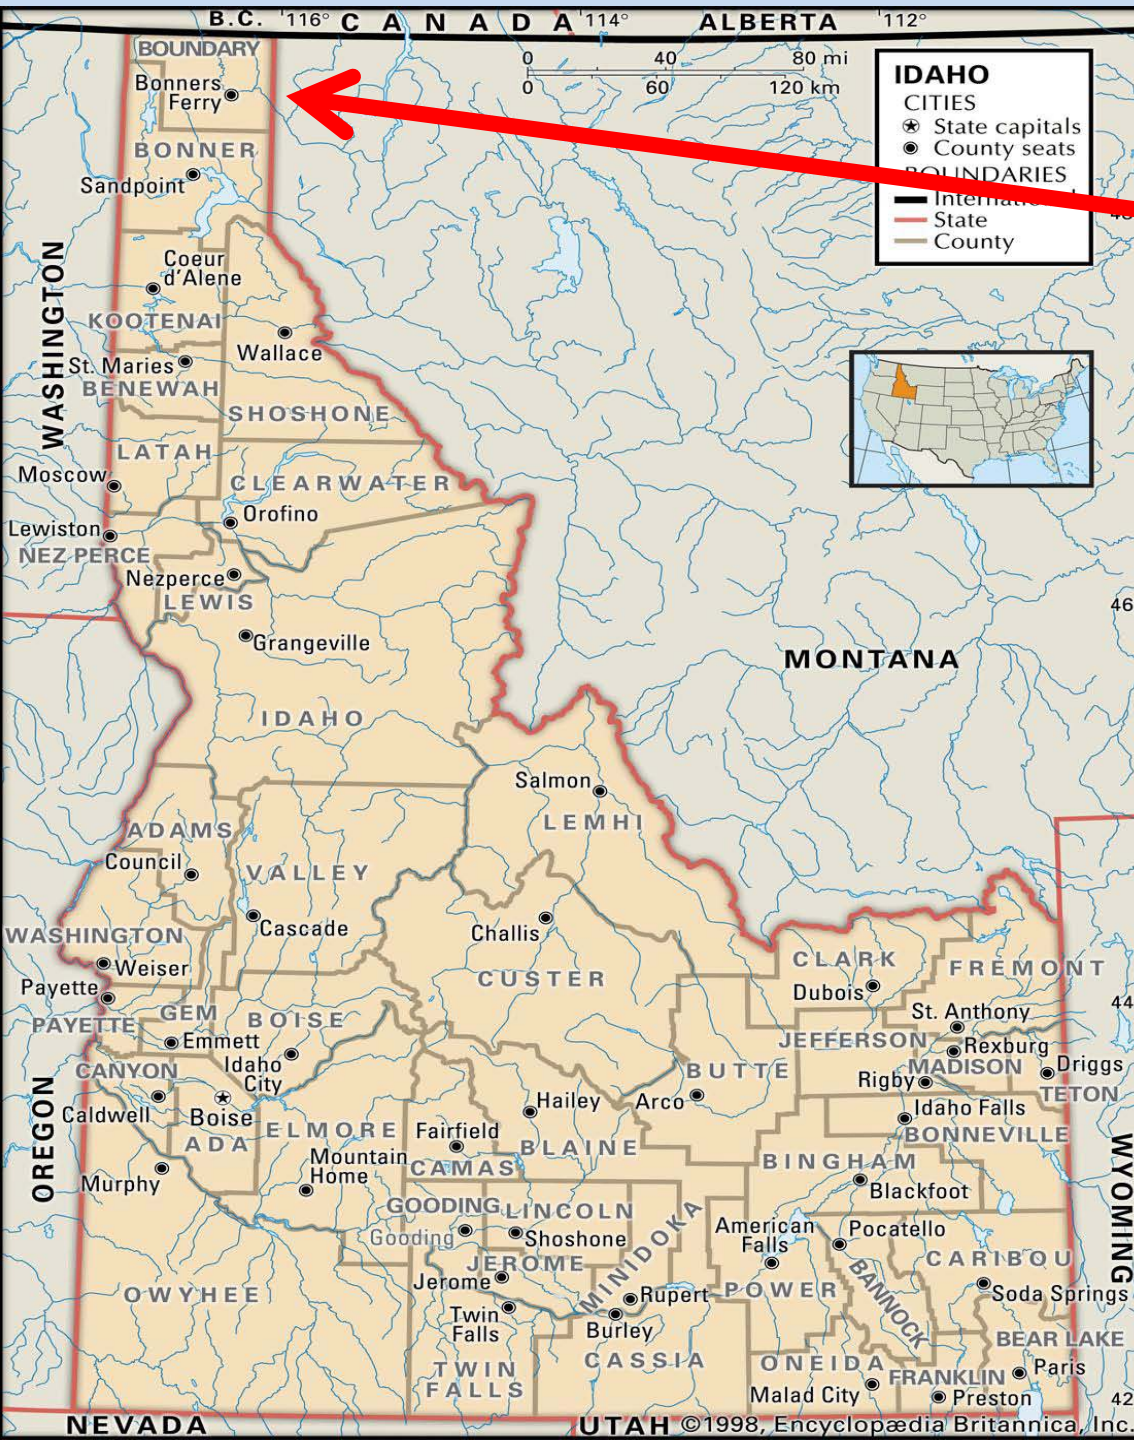 B.C. 116° CANADA 114° ALBERTA 112°
BOUNDARY
Bonners
Ferry
0 40 80 mi
0 60 120 km
IDAHO
CITIES
State capitals
County seats
BOUNDARIES
State
County
BONNER
Sandpoint
WASHINGTON
Coeur
d'Alene
KOOTENAI
Wallace
St. Maries
BENEWAH
SHOSHONE
LATAH
Moscow
CLEARWATER
Orofino
Lewiston
NEZ PERCE
Nezperce
LEWIS
46
Grangeville
MONTANA
IDAHO
Salmon
LEMHI
ADAMS
Council
VALLEY
Cascade
Challis
WASHINGTON
Weiser
CUSTER
CLARK
FREMONT
Payette
Dubois
44
PAYETTE
GEM
BOISE
St. Anthony
Emmett
JEFFERSON
Rexburg
Idaho
City
CANYON
BUTTE
MADISON
Driggs
Rigby
TETON
OREGON
Caldwell
Boise
Hailey
Arco
Idaho Falls
ADA
ELMORE
Fairfield
BLAINE
BONNEVILLE
WYOMING
Mountain
Home
CAMAS
BINGHAM
Murphy
Blackfoot
GOODING
LINCOLN
MINIDOKA
American
Falls
Pocatello
Gooding
Shoshone
CARIBOU
JEROME
Jerome
OWYHEE
Rupert
POWER
BANNOCK
Soda Springs
Twin
Falls
Burley
BEAR LAKE
CASSIA
ONEIDA
FRANKLIN
Paris
TWIN
FALLS
Malad City
Preston
42
NEVADA
UTAH ©1998, Encyclopædia Britannica, Inc.